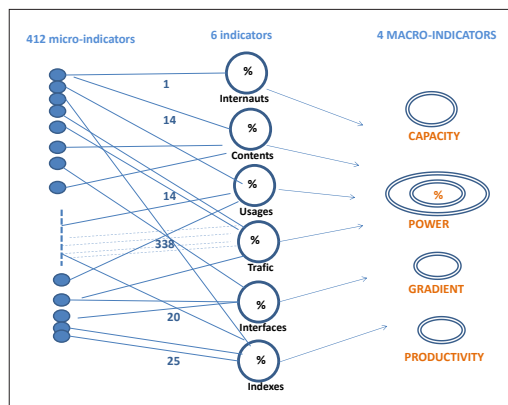 412 micro-indicators
6 indicators
4 MACRO-INDICATORS
%
1
Internauts
CAPACITY
14
%
Contents
%
14
Usages
%
POWER
338
%
Trafic
GRADIENT
%
20
Interfaces
PRODUCTIVITY
25
%
Indexes